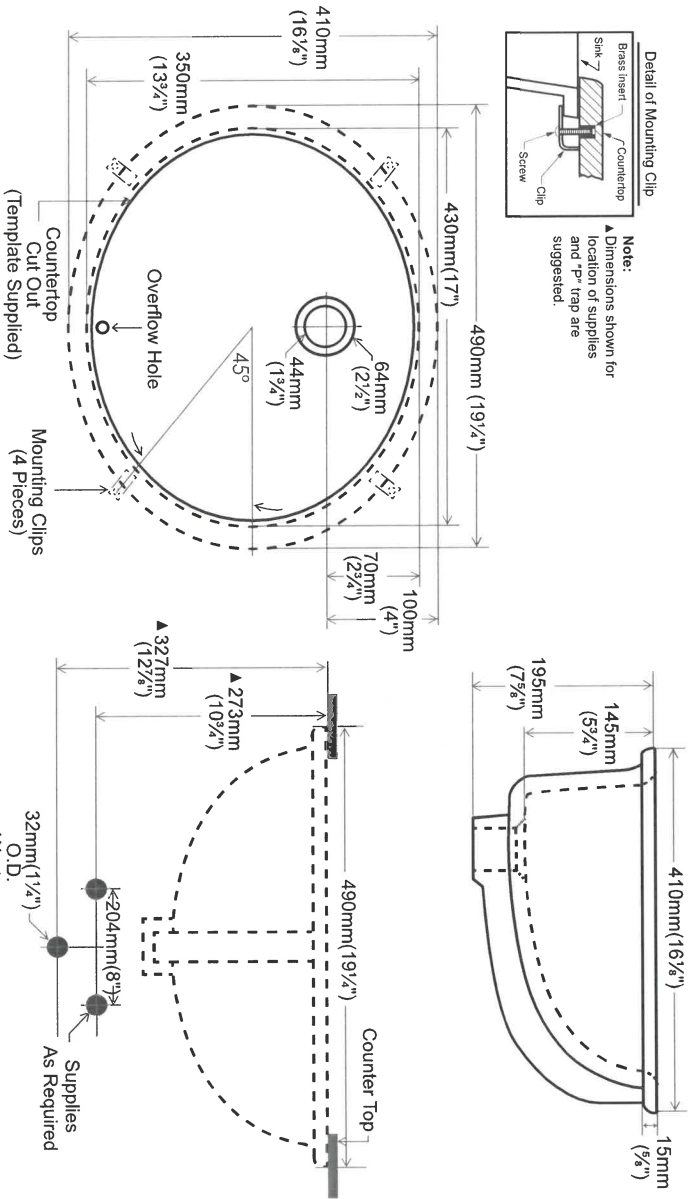 Detail of Mounting Clip
Sink
Brass insert
Countertop
Clip
Screw
Note:
▲ Dimensions shown for
location of supplies
and "P" trap are
suggested.
490mm (19¼")
430mm(17")
410mm
(16⅛")
350mm
(13¾")
64mm
(2½")
44mm
(1¾")
45°
Overflow Hole
Countertop
Cut Out
(Template Supplied)
Mounting Clips
(4 Pieces)
70mm
(2¾")
100mm
(4")
410mm(16⅛")
195mm
(7⅝")
145mm
(5¾")
15mm
(⅝")
▲327mm
(12⅞")
▲273mm
(10¾")
490mm(19¼")
Counter Top
204mm(8")
32mm(1¼")
O.D.
Supplies
As Required